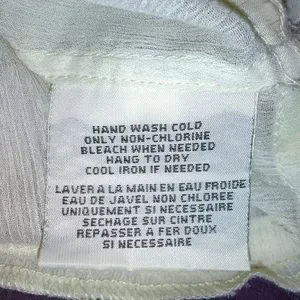 HAND WASH COLD
ONLY NON-CHLORINE
BLEACH WHEN NEEDED
HANG TO DRY
COOL IRON IF NEEDED
LAVER A LA MAIN EN EAU FROIDE
EAU DE JAVEL NON CHLOREE
UNIQUEMENT SI NECESSAIRE
SECHAGE SUR CINTRE
REPASSER A FER DOUX
SI NECESSAIRE